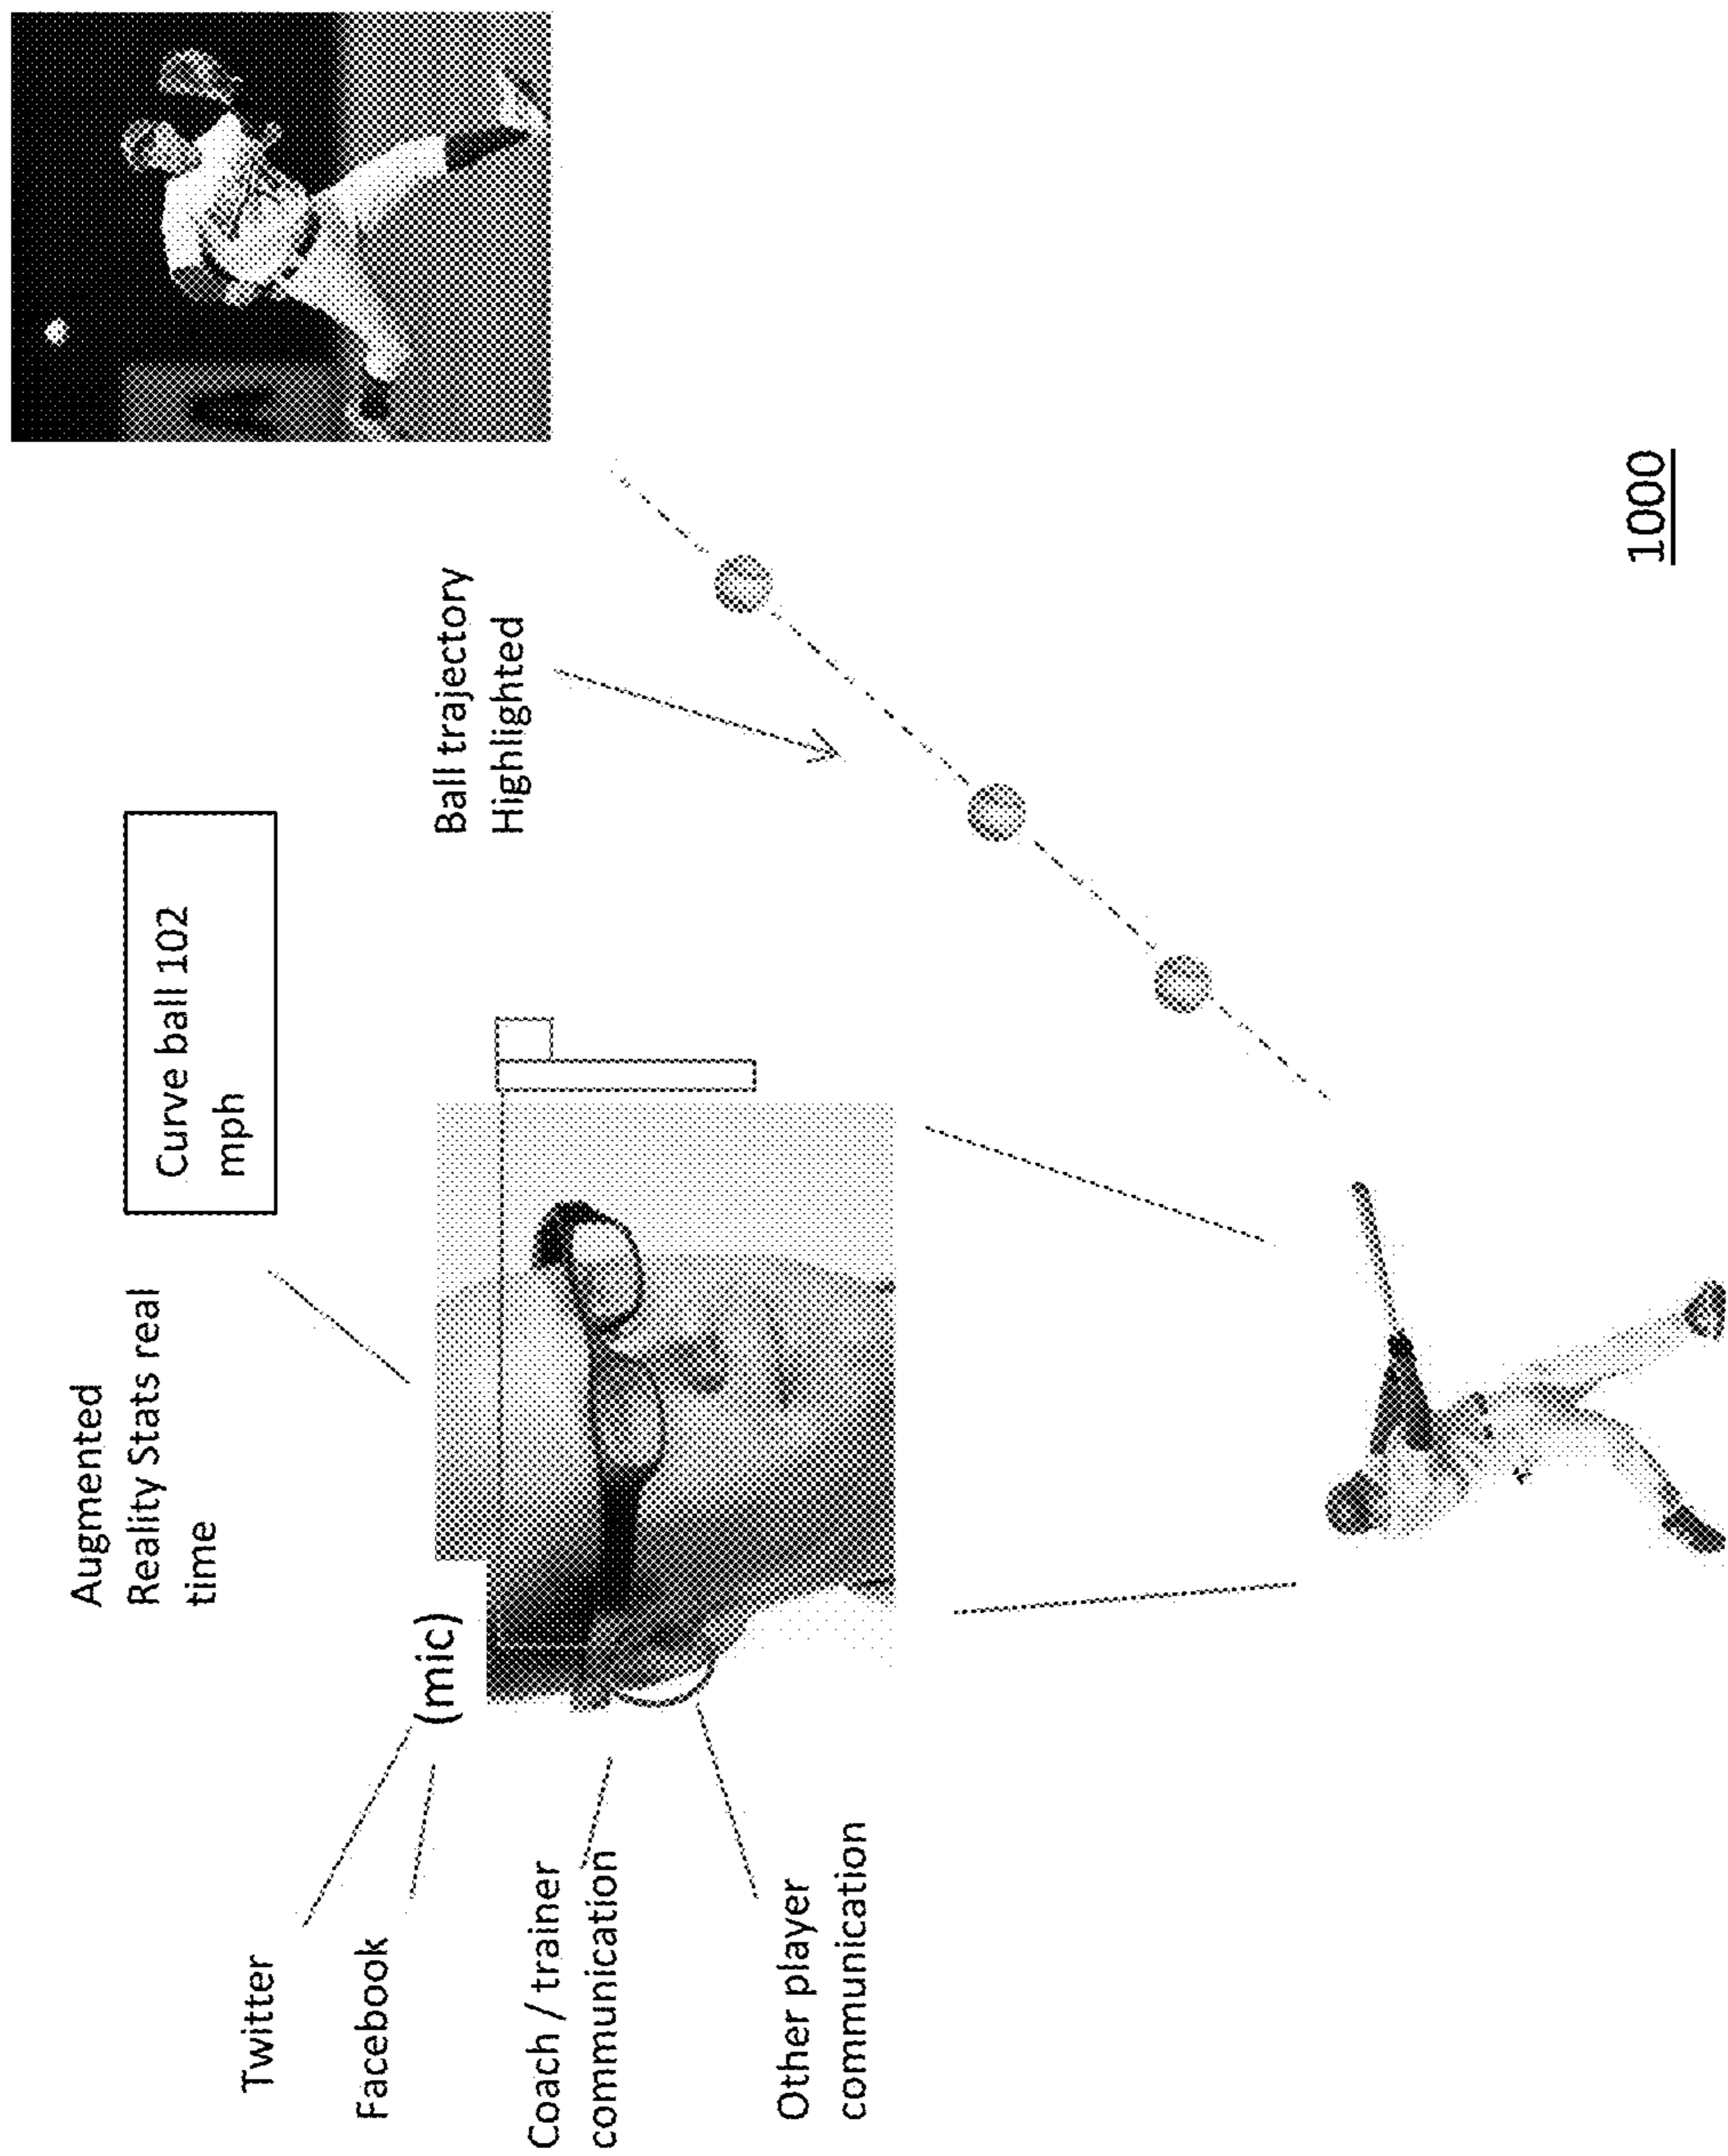 Augmented
Reality Stats real
time
Curve ball 102
mph
Twitter
(mic)
Facebook
Coach / trainer
communication
Other player
communication
Ball trajectory
Highlighted
1000